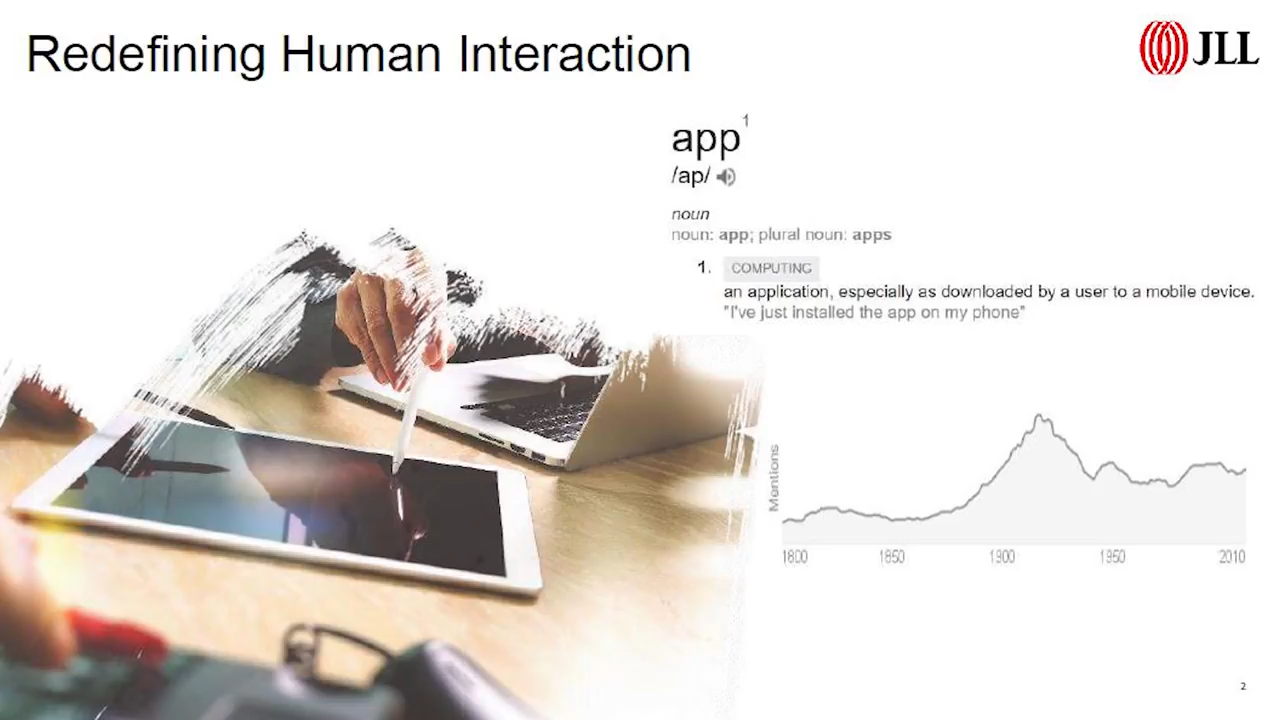 Redefining Human Interaction
JLL
app1
/ap/
noun
noun: app; plural noun: apps
1. COMPUTING
an application, especially as downloaded by a user to a mobile device.
"I've just installed the app on my phone"
Mentions
1800 1850 1900 1950 2010
2